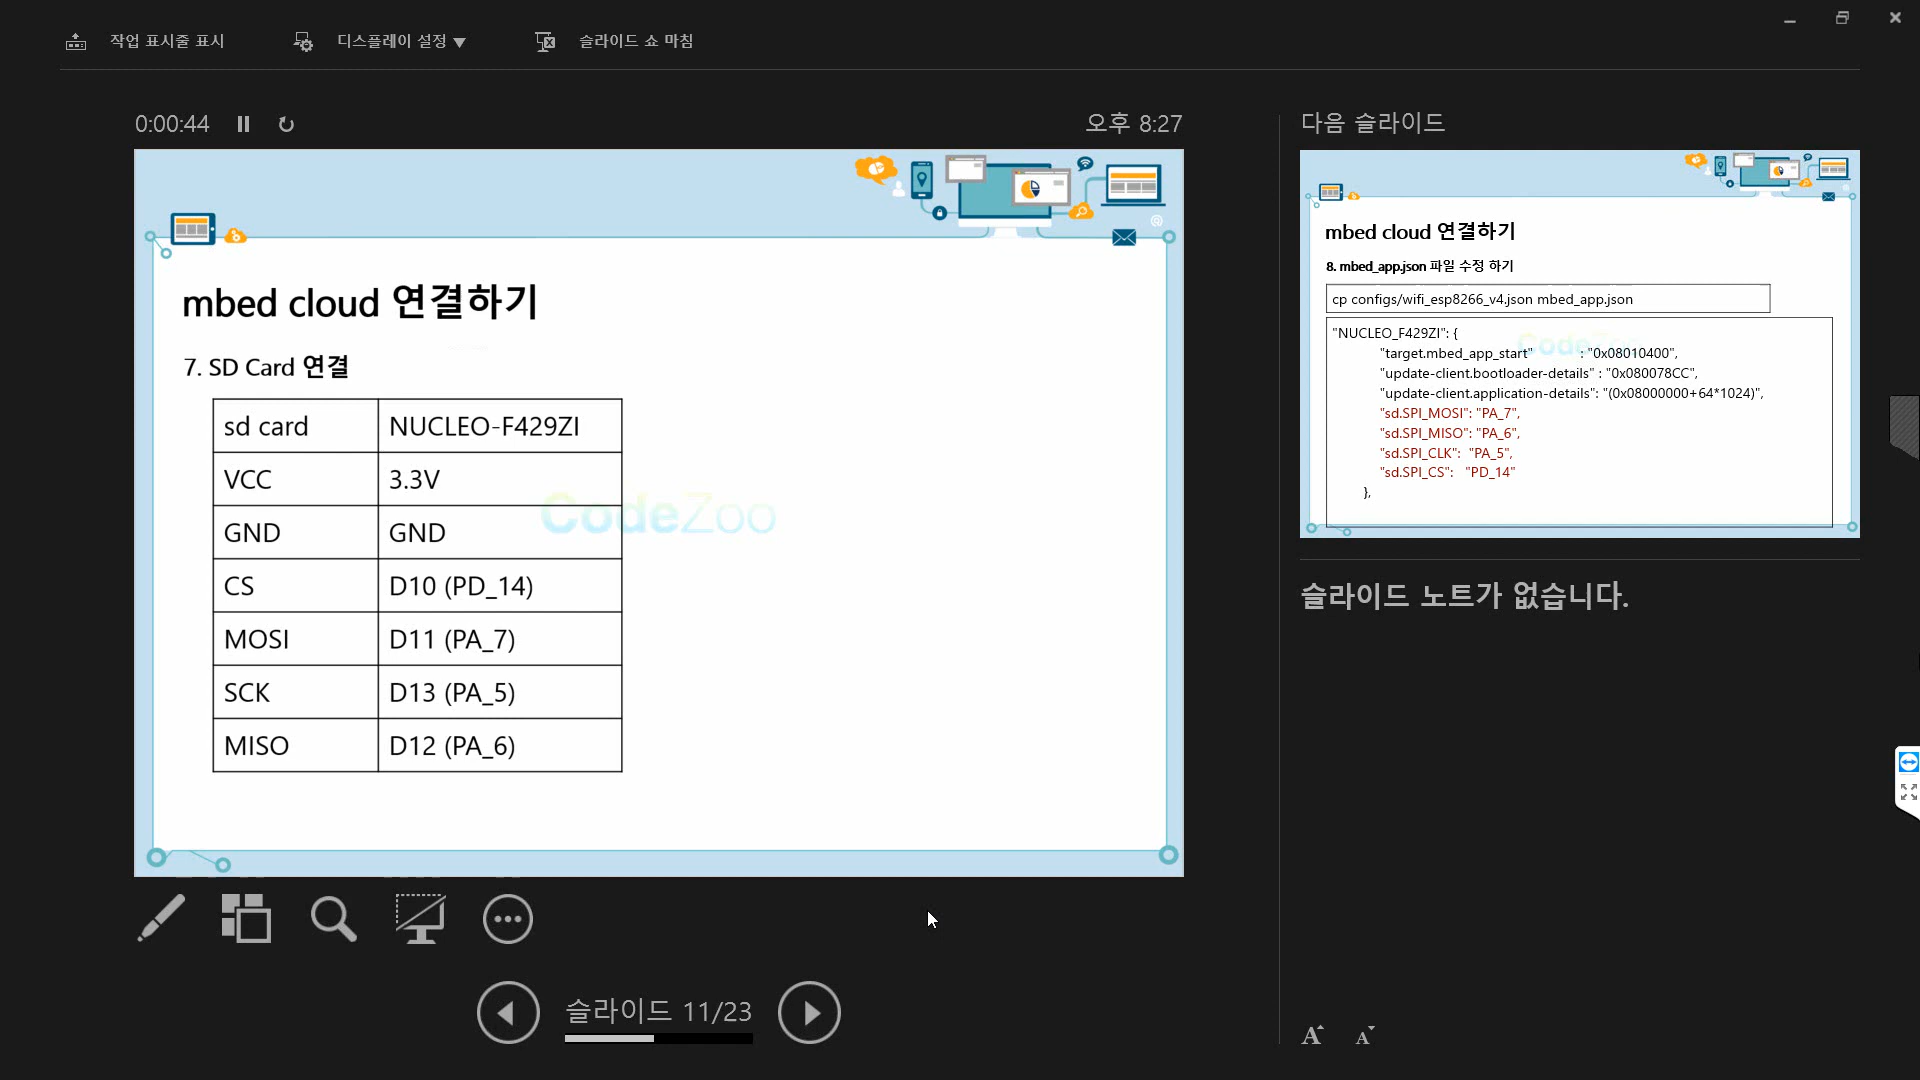 작업 표시줄 표시
디스플레이 설정 ▼
슬라이드 쇼 마침
0:00:44
오후 8:27
mbed cloud 연결하기
7. SD Card 연결
sd card NUCLEO-F429ZI
VCC 3.3V
GND GND
CS D10 (PD_14)
MOSI D11 (PA_7)
SCK D13 (PA_5)
MISO D12 (PA_6)
CodeZoo
슬라이드 11/23
다음 슬라이드
mbed cloud 연결하기
8. mbed_app.json 파일 수정 하기
cp configs/wifi_esp8266_v4.json mbed_app.json
CodeZoo
"NUCLEO_F429ZI": {
"target.mbed_app_start" : "0x08010400",
"update-client.bootloader-details" : "0x080078CC",
"update-client.application-details": "(0x08000000+64*1024)",
"sd.SPI_MOSI": "PA_7",
"sd.SPI_MISO": "PA_6",
"sd.SPI_CLK": "PA_5",
"sd.SPI_CS": "PD_14"
},
슬라이드 노트가 없습니다.
A A